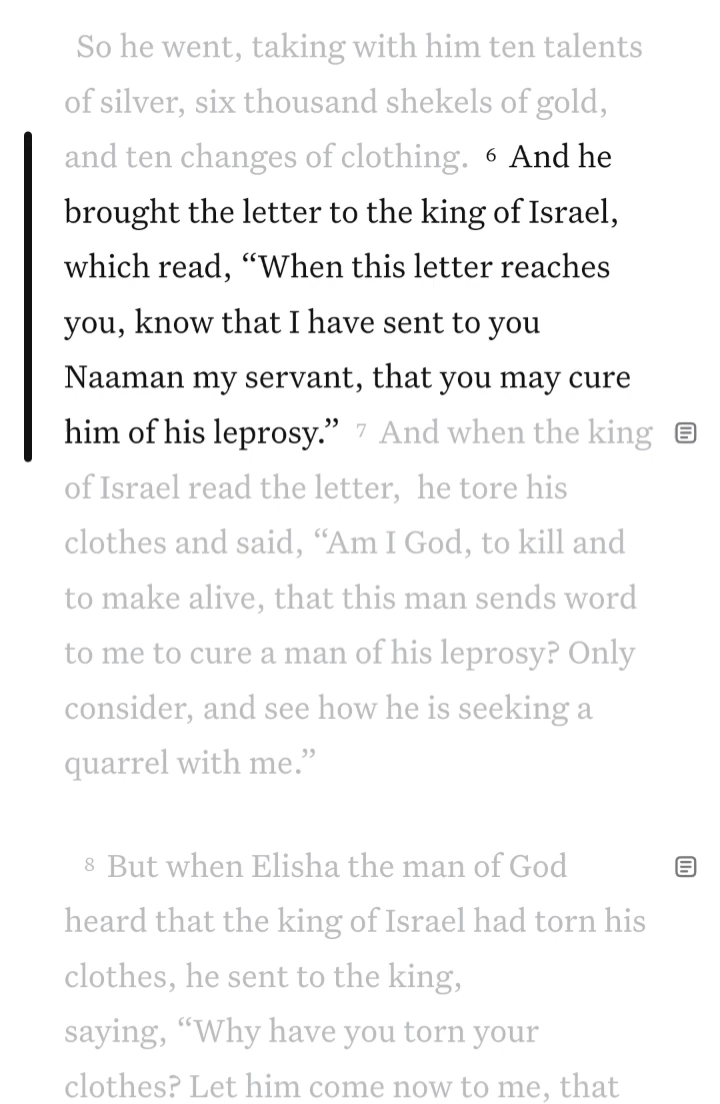 So he went, taking with him ten talents
of silver, six thousand shekels of gold,
and ten changes of clothing. 6 And he
brought the letter to the king of Israel,
which read, “When this letter reaches
you, know that I have sent to you
Naaman my servant, that you may cure
him of his leprosy.” 7 And when the king
of Israel read the letter, he tore his
clothes and said, “Am I God, to kill and
to make alive, that this man sends word
to me to cure a man of his leprosy? Only
consider, and see how he is seeking a
quarrel with me.”
8 But when Elisha the man of God
heard that the king of Israel had torn his
clothes, he sent to the king,
saying, “Why have you torn your
clothes? Let him come now to me, that